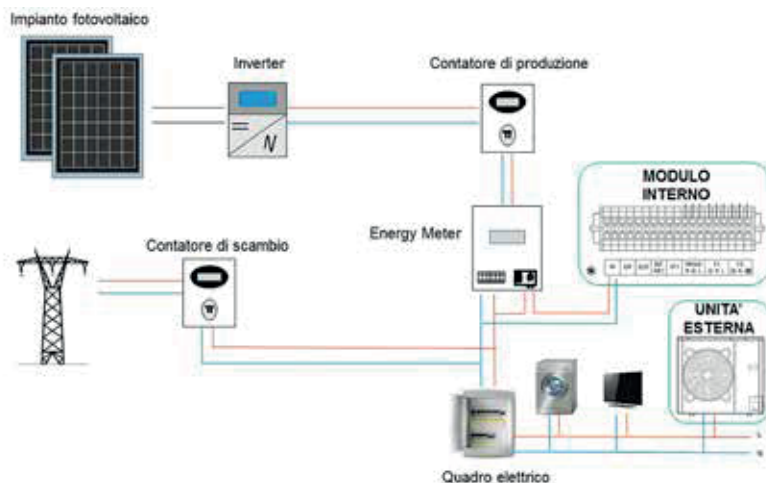 Impianto fotovoltaico
Inverter
Contatore di produzione
MODULO
INTERNO
Energy Meter
Contatore di scambio
UNITA'
ESTERNA
L
N
Quadro elettrico